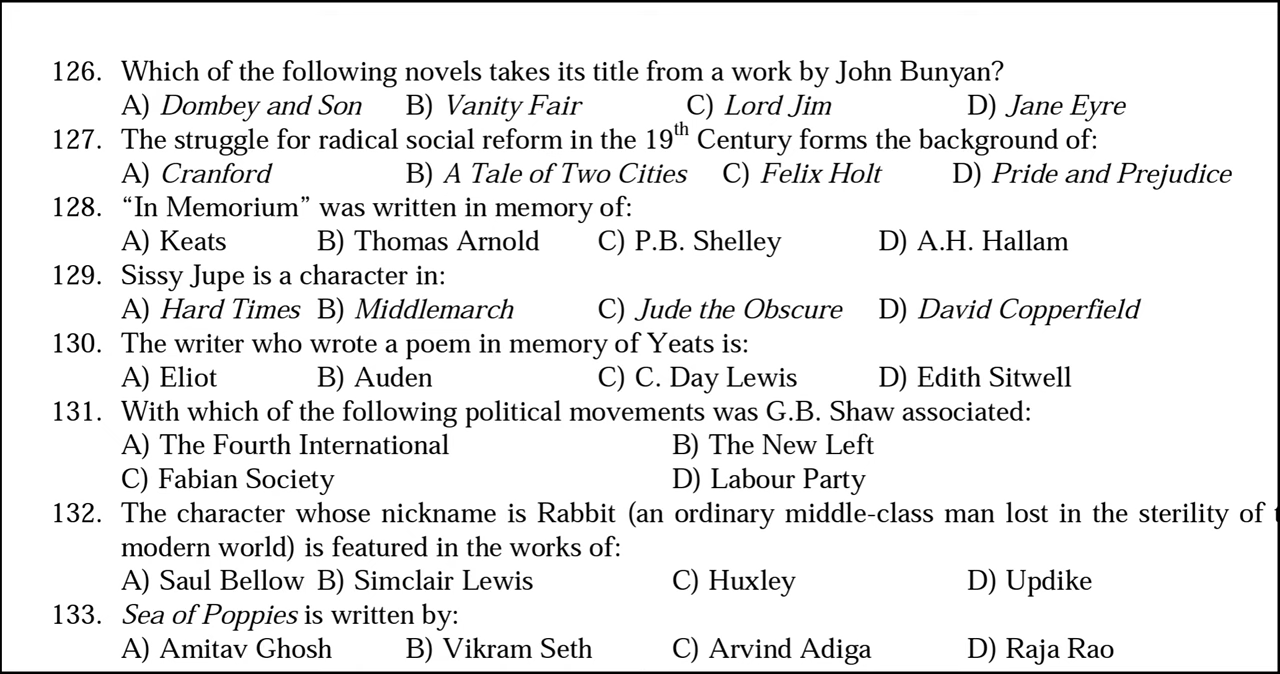 126. Which of the following novels takes its title from a work by John Bunyan?
A) Dombey and Son B) Vanity Fair C) Lord Jim D) Jane Eyre
127. The struggle for radical social reform in the 19th Century forms the background of:
A) Cranford B) A Tale of Two Cities C) Felix Holt D) Pride and Prejudice
128. “In Memorium” was written in memory of:
A) Keats B) Thomas Arnold C) P.B. Shelley D) A.H. Hallam
129. Sissy Jupe is a character in:
A) Hard Times B) Middlemarch C) Jude the Obscure D) David Copperfield
130. The writer who wrote a poem in memory of Yeats is:
A) Eliot B) Auden C) C. Day Lewis D) Edith Sitwell
131. With which of the following political movements was G.B. Shaw associated:
A) The Fourth International B) The New Left
C) Fabian Society D) Labour Party
132. The character whose nickname is Rabbit (an ordinary middle-class man lost in the sterility of
modern world) is featured in the works of:
A) Saul Bellow B) Simclair Lewis C) Huxley D) Updike
133. Sea of Poppies is written by:
A) Amitav Ghosh B) Vikram Seth C) Arvind Adiga D) Raja Rao